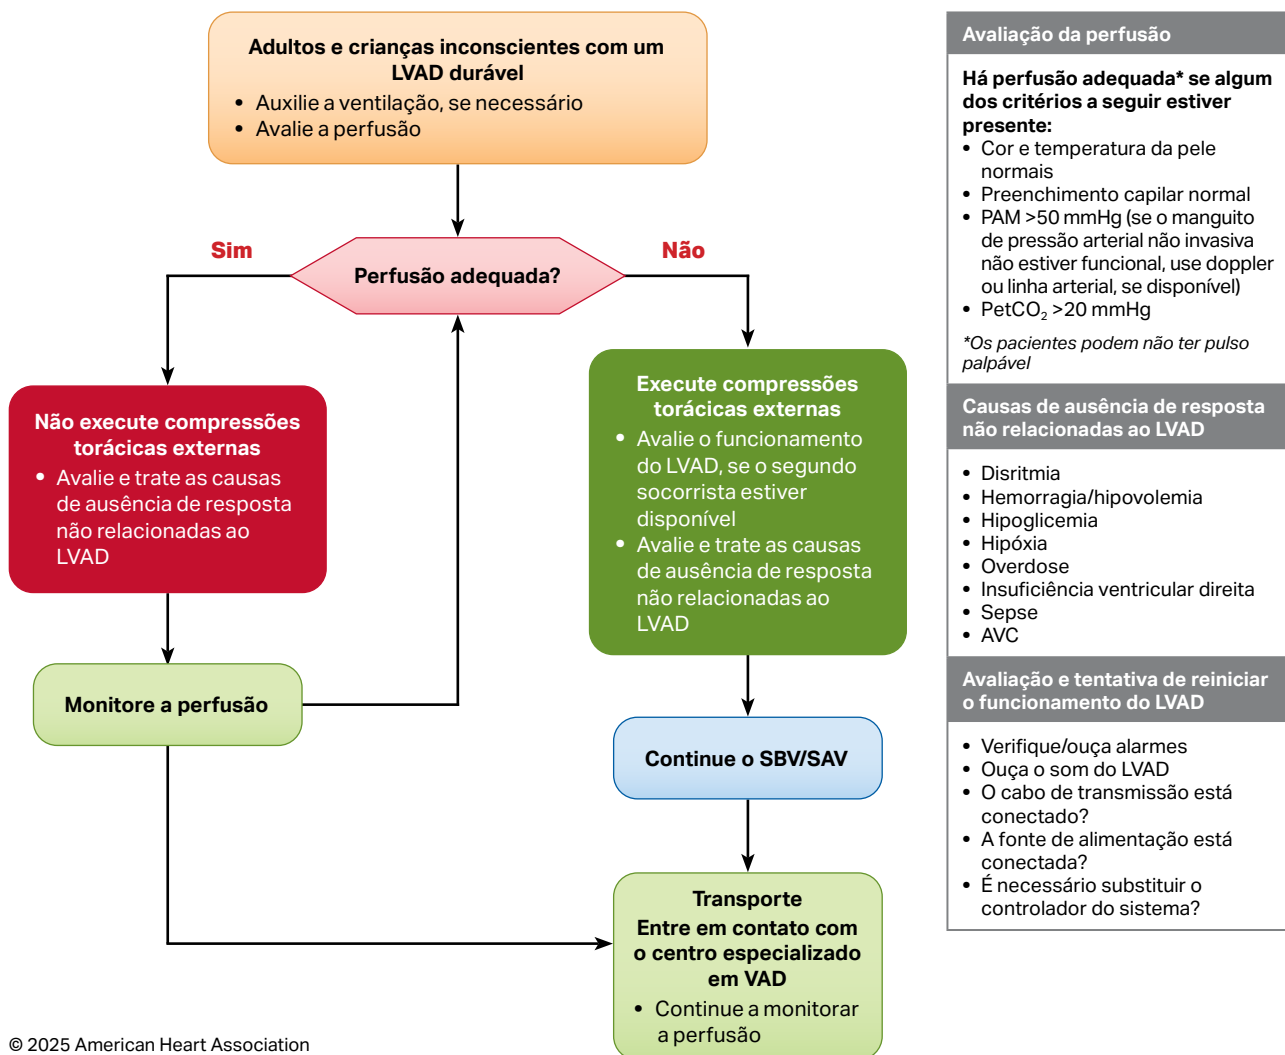 Adultos e crianças inconscientes com um
LVAD durável
• Auxilie a ventilação, se necessário
• Avalie a perfusão
Sim
Perfusão adequada?
Não
Não execute compressões
torácicas externas
• Avalie e trate as causas
de ausência de resposta
não relacionadas ao
LVAD
Execute compressões
torácicas externas
• Avalie o funcionamento
do LVAD, se o segundo
socorrista estiver
disponível
• Avalie e trate as causas
de ausência de resposta
não relacionadas ao
LVAD
Monitore a perfusão
Continue o SBV/SAV
Transporte
Entre em contato com
o centro especializado
em VAD
• Continue a monitorar
a perfusão
Avaliação da perfusão
Há perfusão adequada* se algum
dos critérios a seguir estiver
presente:
• Cor e temperatura da pele
normais
• Preenchimento capilar normal
• PAM >50 mmHg (se o manguito
de pressão arterial não invasiva
não estiver funcional, use doppler
ou linha arterial, se disponível)
• PetCO₂ >20 mmHg
*Os pacientes podem não ter pulso
palpável
Causas de ausência de resposta
não relacionadas ao LVAD
• Disritmia
• Hemorragia/hipovolemia
• Hipoglicemia
• Hipóxia
• Overdose
• Insuficiência ventricular direita
• Sepse
• AVC
Avaliação e tentativa de reiniciar
o funcionamento do LVAD
• Verifique/ouça alarmes
• Ouça o som do LVAD
• O cabo de transmissão está
conectado?
• A fonte de alimentação está
conectada?
• É necessário substituir o
controlador do sistema?
© 2025 American Heart Association